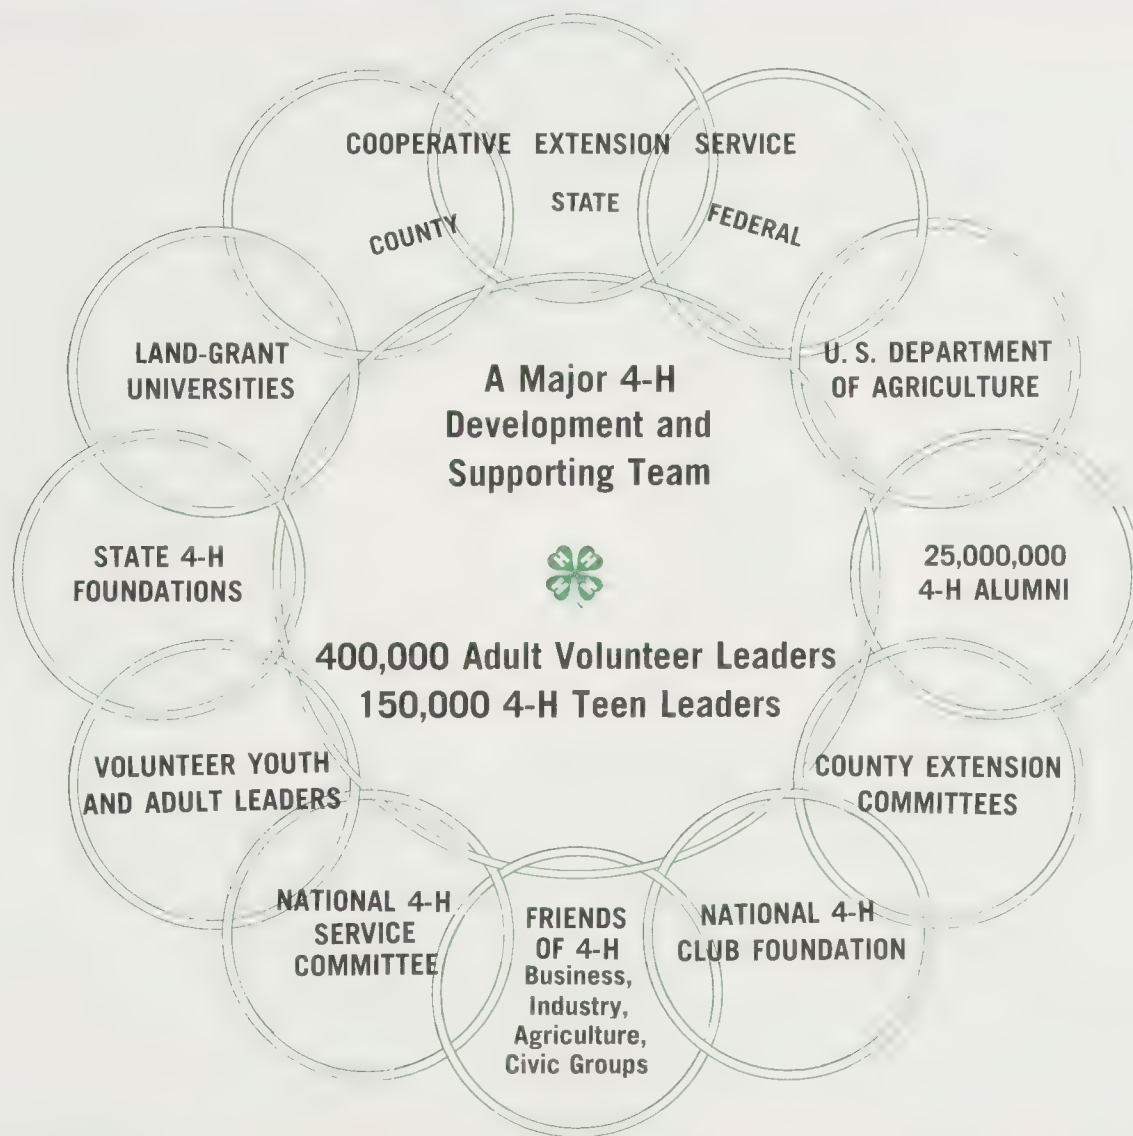 COOPERATIVE EXTENSION SERVICE
COUNTY
STATE
FEDERAL
LAND-GRANT
UNIVERSITIES
U. S. DEPARTMENT
OF AGRICULTURE
A Major 4-H
Development and
Supporting Team
STATE 4-H
FOUNDATIONS
H H
H H
25,000,000
4-H ALUMNI
400,000 Adult Volunteer Leaders
150,000 4-H Teen Leaders
VOLUNTEER YOUTH
AND ADULT LEADERS
COUNTY EXTENSION
COMMITTEES
NATIONAL 4-H
SERVICE
COMMITTEE
FRIENDS
OF 4-H
Business,
Industry,
Agriculture,
Civic Groups
NATIONAL 4-H
CLUB FOUNDATION